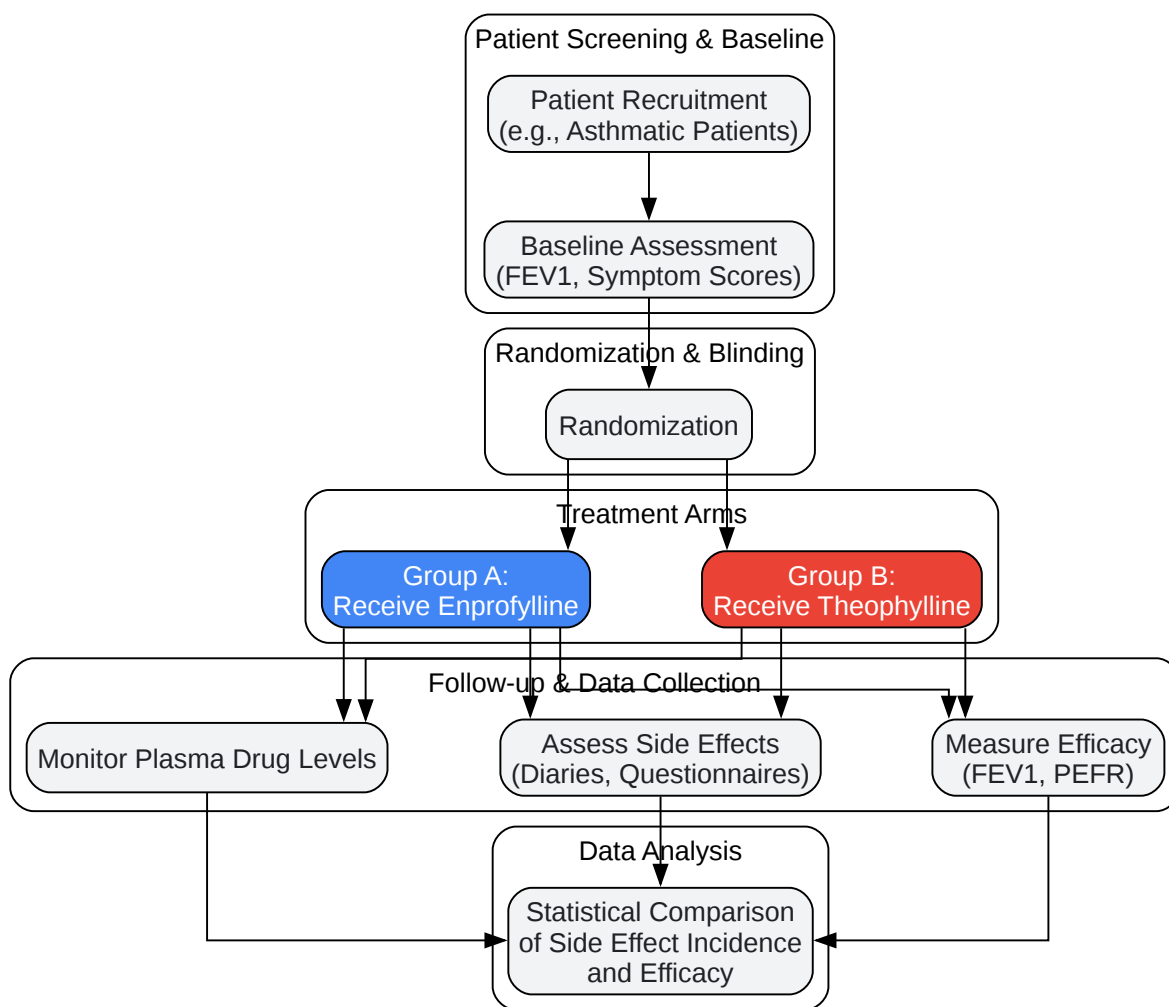 Patient Screening & Baseline
Patient Recruitment
(e.g., Asthmatic Patients)
Baseline Assessment
(FEV1, Symptom Scores)
Randomization & Blinding
Randomization
Treatment Arms
Group A:
Receive Enprofylline
Group B:
Receive Theophylline
Follow-up & Data Collection
Monitor Plasma Drug Levels
Assess Side Effects
(Diaries, Questionnaires)
Measure Efficacy
(FEV1, PEFR)
Data Analysis
Statistical Comparison
of Side Effect Incidence
and Efficacy